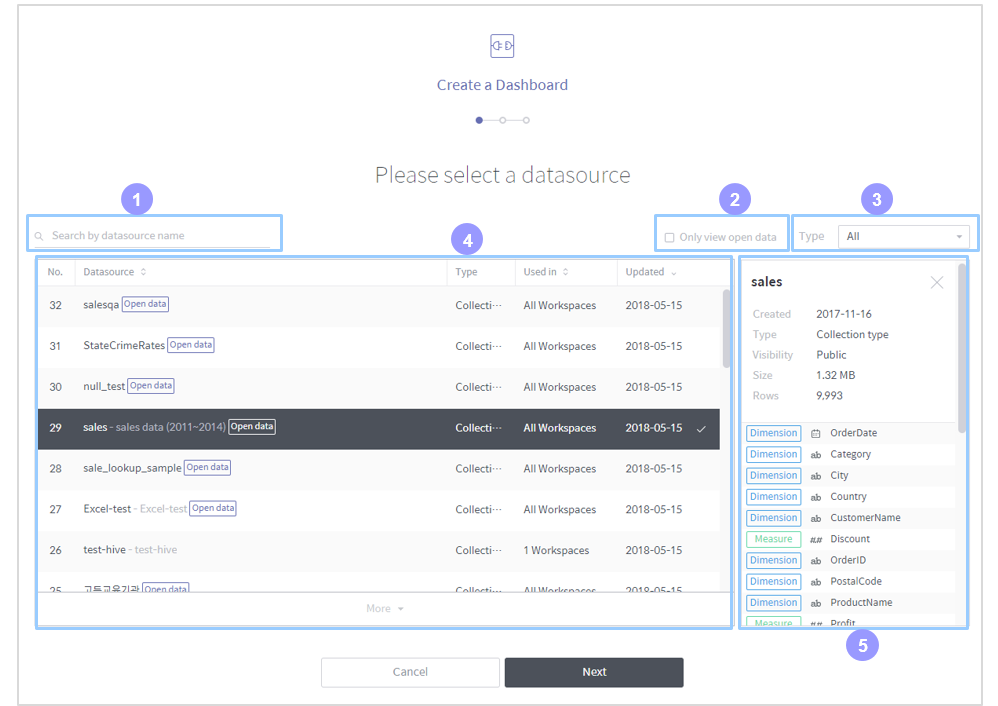 Create a Dashboard
Please select a datasource
1
2
3
Search by datasource name
Only view open data
Type All
4
No. Datasource Type Used in Updated
32 salesqa Open data Collecti··· All Workspaces 2018-05-15
31 StateCrimeRates Open data Collecti··· All Workspaces 2018-05-15
30 null_test Open data Collecti··· All Workspaces 2018-05-15
29 sales - sales data (2011~2014) Open data Collecti··· All Workspaces 2018-05-15
28 sale_lookup_sample Open data Collecti··· All Workspaces 2018-05-15
27 Excel-test - Excel-test Open data Collecti··· All Workspaces 2018-05-15
26 test-hive - test-hive Collecti··· 1 Workspaces 2018-05-15
25 고등교육기관 Open data Collecti··· All Workspaces 2018-05-15
More
sales
Created 2017-11-16
Type Collection type
Visibility Public
Size 1.32 MB
Rows 9,993
Dimension OrderDate
Dimension ab Category
Dimension ab City
Dimension ab Country
Dimension ab CustomerName
Measure ## Discount
Dimension ab OrderID
Dimension ab PostalCode
Dimension ab ProductName
Measure ## Profit
5
Cancel
Next